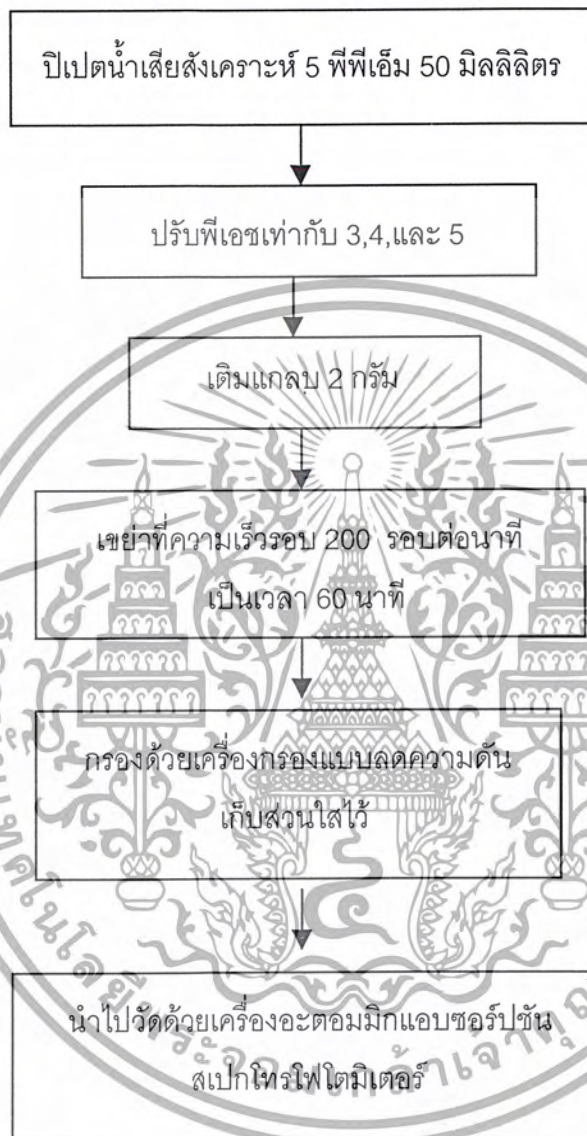 ปิเปตน้ำเสียสังเคราะห์ 5 พีพีเอ็ม 50 มิลลิลิตร
ปรับพีเอชเท่ากับ 3,4,และ 5
เติมแกลบ 2 กรัม
เขย่าที่ความเร็วรอบ 200 รอบต่อนาที
เป็นเวลา 60 นาที
กรองด้วยเครื่องกรองแบบลดความดัน
เก็บส่วนใสไว้
นำไปวัดด้วยเครื่องอะตอมมิกแอบซอร์ปชัน
สเปกโทรโฟโตมิเตอร์